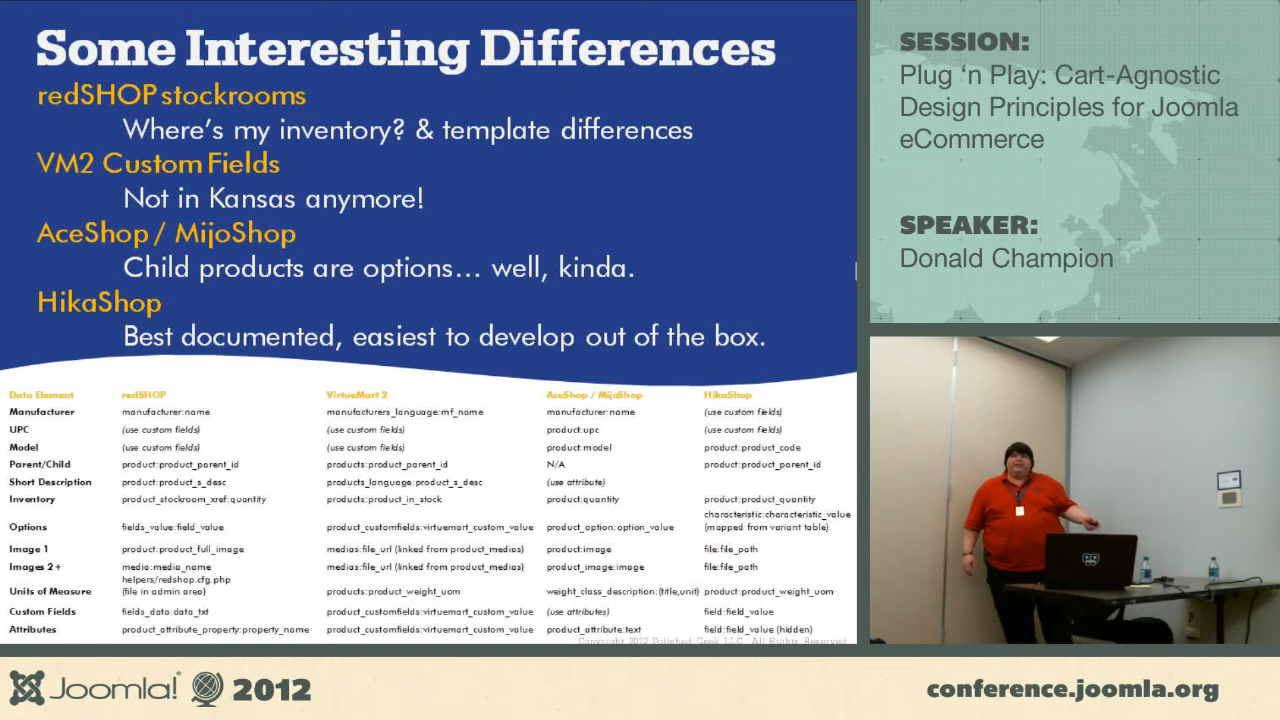 Some Interesting Differences
redSHOP stockrooms
Where's my inventory? & template differences
VM2 Custom Fields
Not in Kansas anymore!
AceShop / MijoShop
Child products are options... well, kinda.
HikaShop
Best documented, easiest to develop out of the box.
Data Element redSHOP VirtueMart 2 AceShop / MijoShop HikaShop
Manufacturer manufacturer:name manufacturers_language:mf_name manufacturer:name (use custom fields)
UPC (use custom fields) (use custom fields) product:upc (use custom fields)
Model (use custom fields) (use custom fields) product:model product:product_code
Parent/Child product:product_parent_id products:product_parent_id N/A product:product_parent_id
Short Description product:product_s_desc products_language:product_s_desc (use attribute)
Inventory product_stockroom_xref:quantity products:product_in_stock product:quantity product:product_quantity
characteristic:characteristic_value
Options fields_value:field_value product_customfields:virtuemart_custom_value product_option:option_value (mapped from variant table)
Image 1 product:product_full_image medias:file_url (linked from product_medias) product:image file:file_path
Images 2+ media:media_name medias:file_url (linked from product_medias) product_image:image file:file_path
helpers/redshop.cfg.php
Units of Measure (file in admin area) products:product_weight_uom weight_class_description:(title,unit) product:product_weight_uom
Custom Fields fields_data:data_txt product_customfields:virtuemart_custom_value (use attributes) field:field_value
Attributes product_attribute_property:property_name product_customfields:virtuemart_custom_value product_attribute:text field:field_value (hidden)
Copyright 2012 Polished Geek LLC. All Rights Reserved
SESSION:
Plug ‘n Play: Cart-Agnostic
Design Principles for Joomla
eCommerce
SPEAKER:
Donald Champion
Joomla! 2012
conference.joomla.org